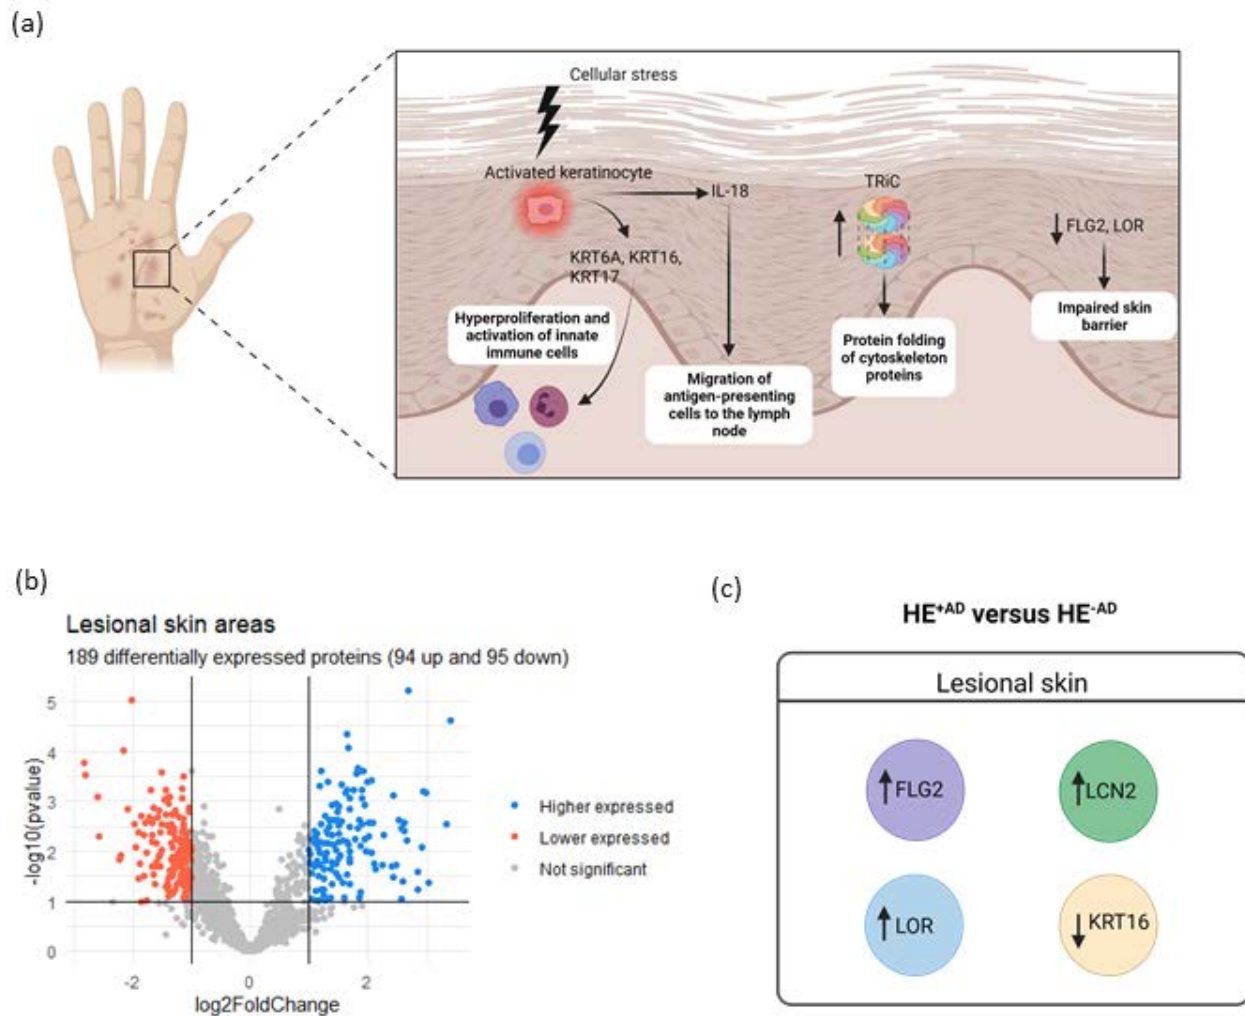 (a)
Cellular stress
Activated keratinocyte
IL-18
TRiC
FLG2, LOR
KRT6A, KRT16,
KRT17
Hyperproliferation and
activation of innate
immune cells
Migration of
antigen-presenting
cells to the lymph
node
Protein folding
of cytoskeleton
proteins
Impaired skin
barrier
(b)
Lesional skin areas
189 differentially expressed proteins (94 up and 95 down)
5
4
3
2
1
0
-log10(pvalue)
-2
0
2
log2FoldChange
Higher expressed
Lower expressed
Not significant
(c)
HE+AD versus HE-AD
Lesional skin
↑FLG2
↑LCN2
↑LOR
↓KRT16